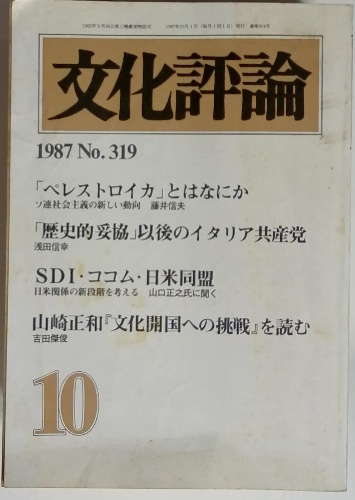 文化評論
1987 No. 319
「ペレストロイカ」とはなにか
ソ連社会主義の新しい動向 藤井信夫
「歴史的妥協」以後のイタリア共産党
浅田信幸
SDI・ココム・日米同盟
日米関係の新段階を考える 山口正之氏に聞く
山崎正和『文化開国への挑戦』を読む
吉田傑俊
10